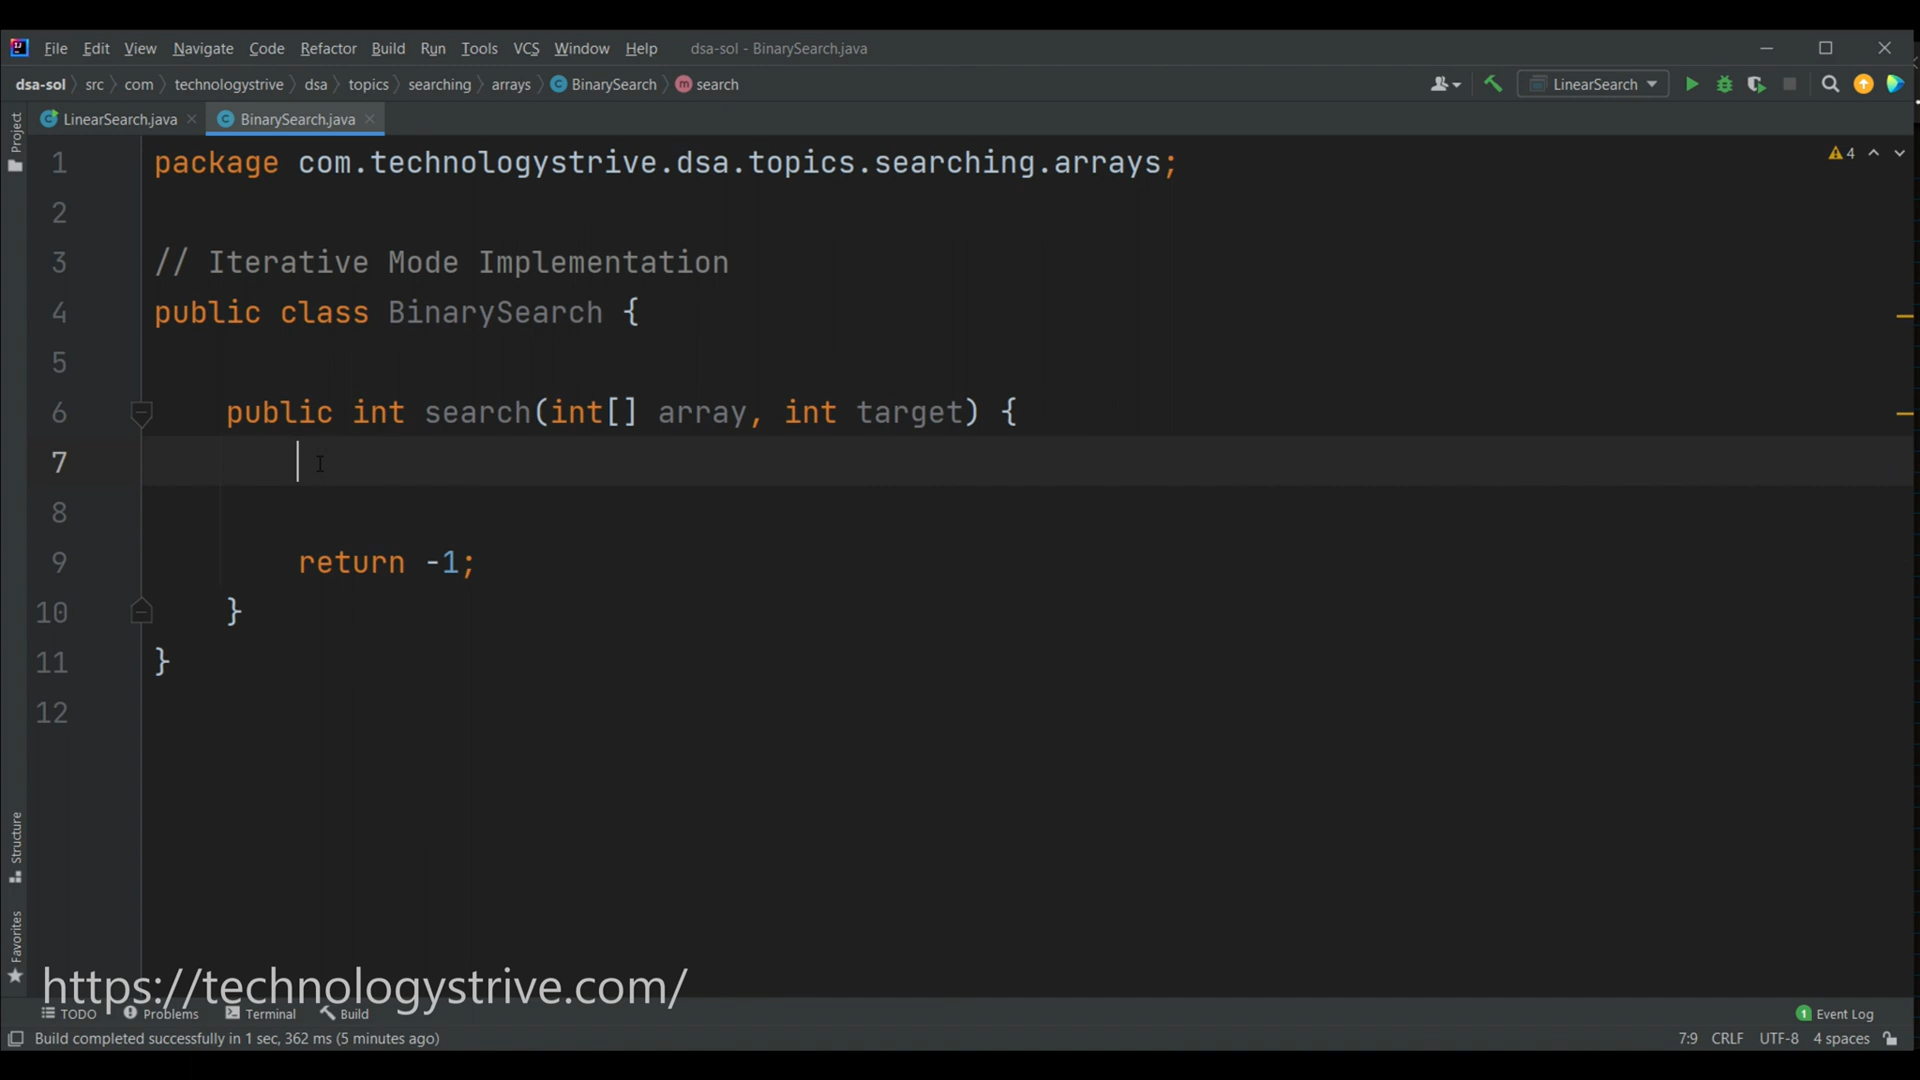 File Edit View Navigate Code Refactor Build Run Tools VCS Window Help dsa-sol - BinarySearch.java
dsa-sol src com technologystrive dsa topics searching arrays BinarySearch search LinearSearch
LinearSearch.java BinarySearch.java
Project
4
1 package com.technologystrive.dsa.topics.searching.arrays;
2
3 // Iterative Mode Implementation
4 public class BinarySearch {
5
6 public int search(int[] array, int target) {
7
8
9 return -1;
10 }
11 }
12
Structure
Favorites
https://technologystrive.com/
TODO Problems Terminal Build 1 Event Log
Build completed successfully in 1 sec, 362 ms (5 minutes ago) 7:9 CRLF UTF-8 4 spaces